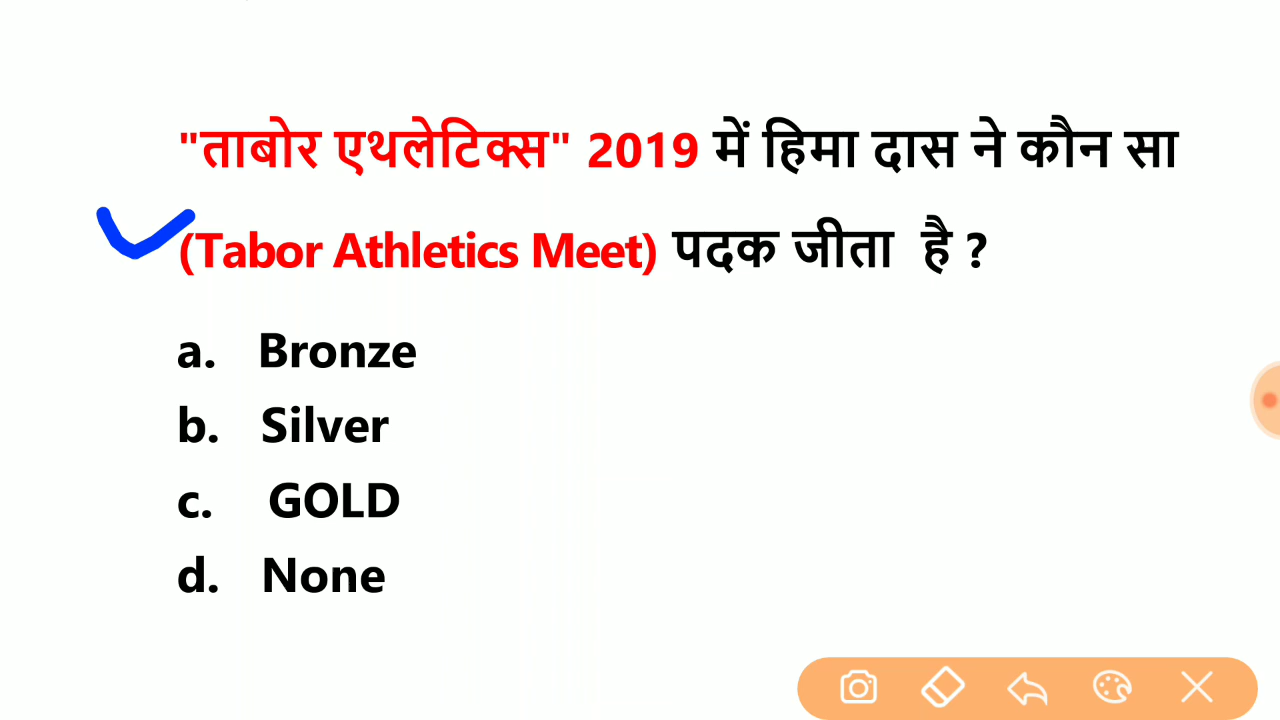 "ताबोर एथलेटिक्स" 2019 में हिमा दास ने कौन सा
(Tabor Athletics Meet) पदक जीता है ?
a. Bronze
b. Silver
c. GOLD
d. None